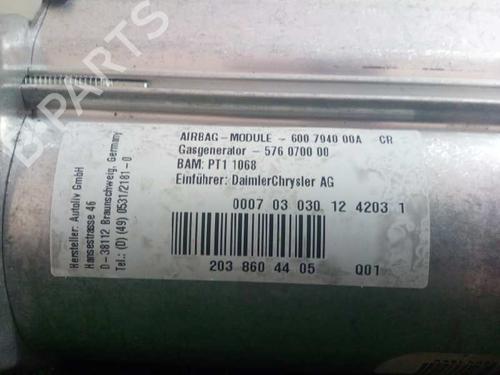 B-PARTS
AIRBAG-MODULE - 600 7940 00A CR
Gasgenerator - 576 0700 00
BAM: PT1 1068
Einführer: DaimlerChrysler AG
0007 03 030 12 4203 1
203 860 44 05 Q01
Hersteller: Autoliv GmbH
Hansestrasse 46
D-38112 Braunschweig, Germany
Tel.: (D) (49) 0531/2181-0